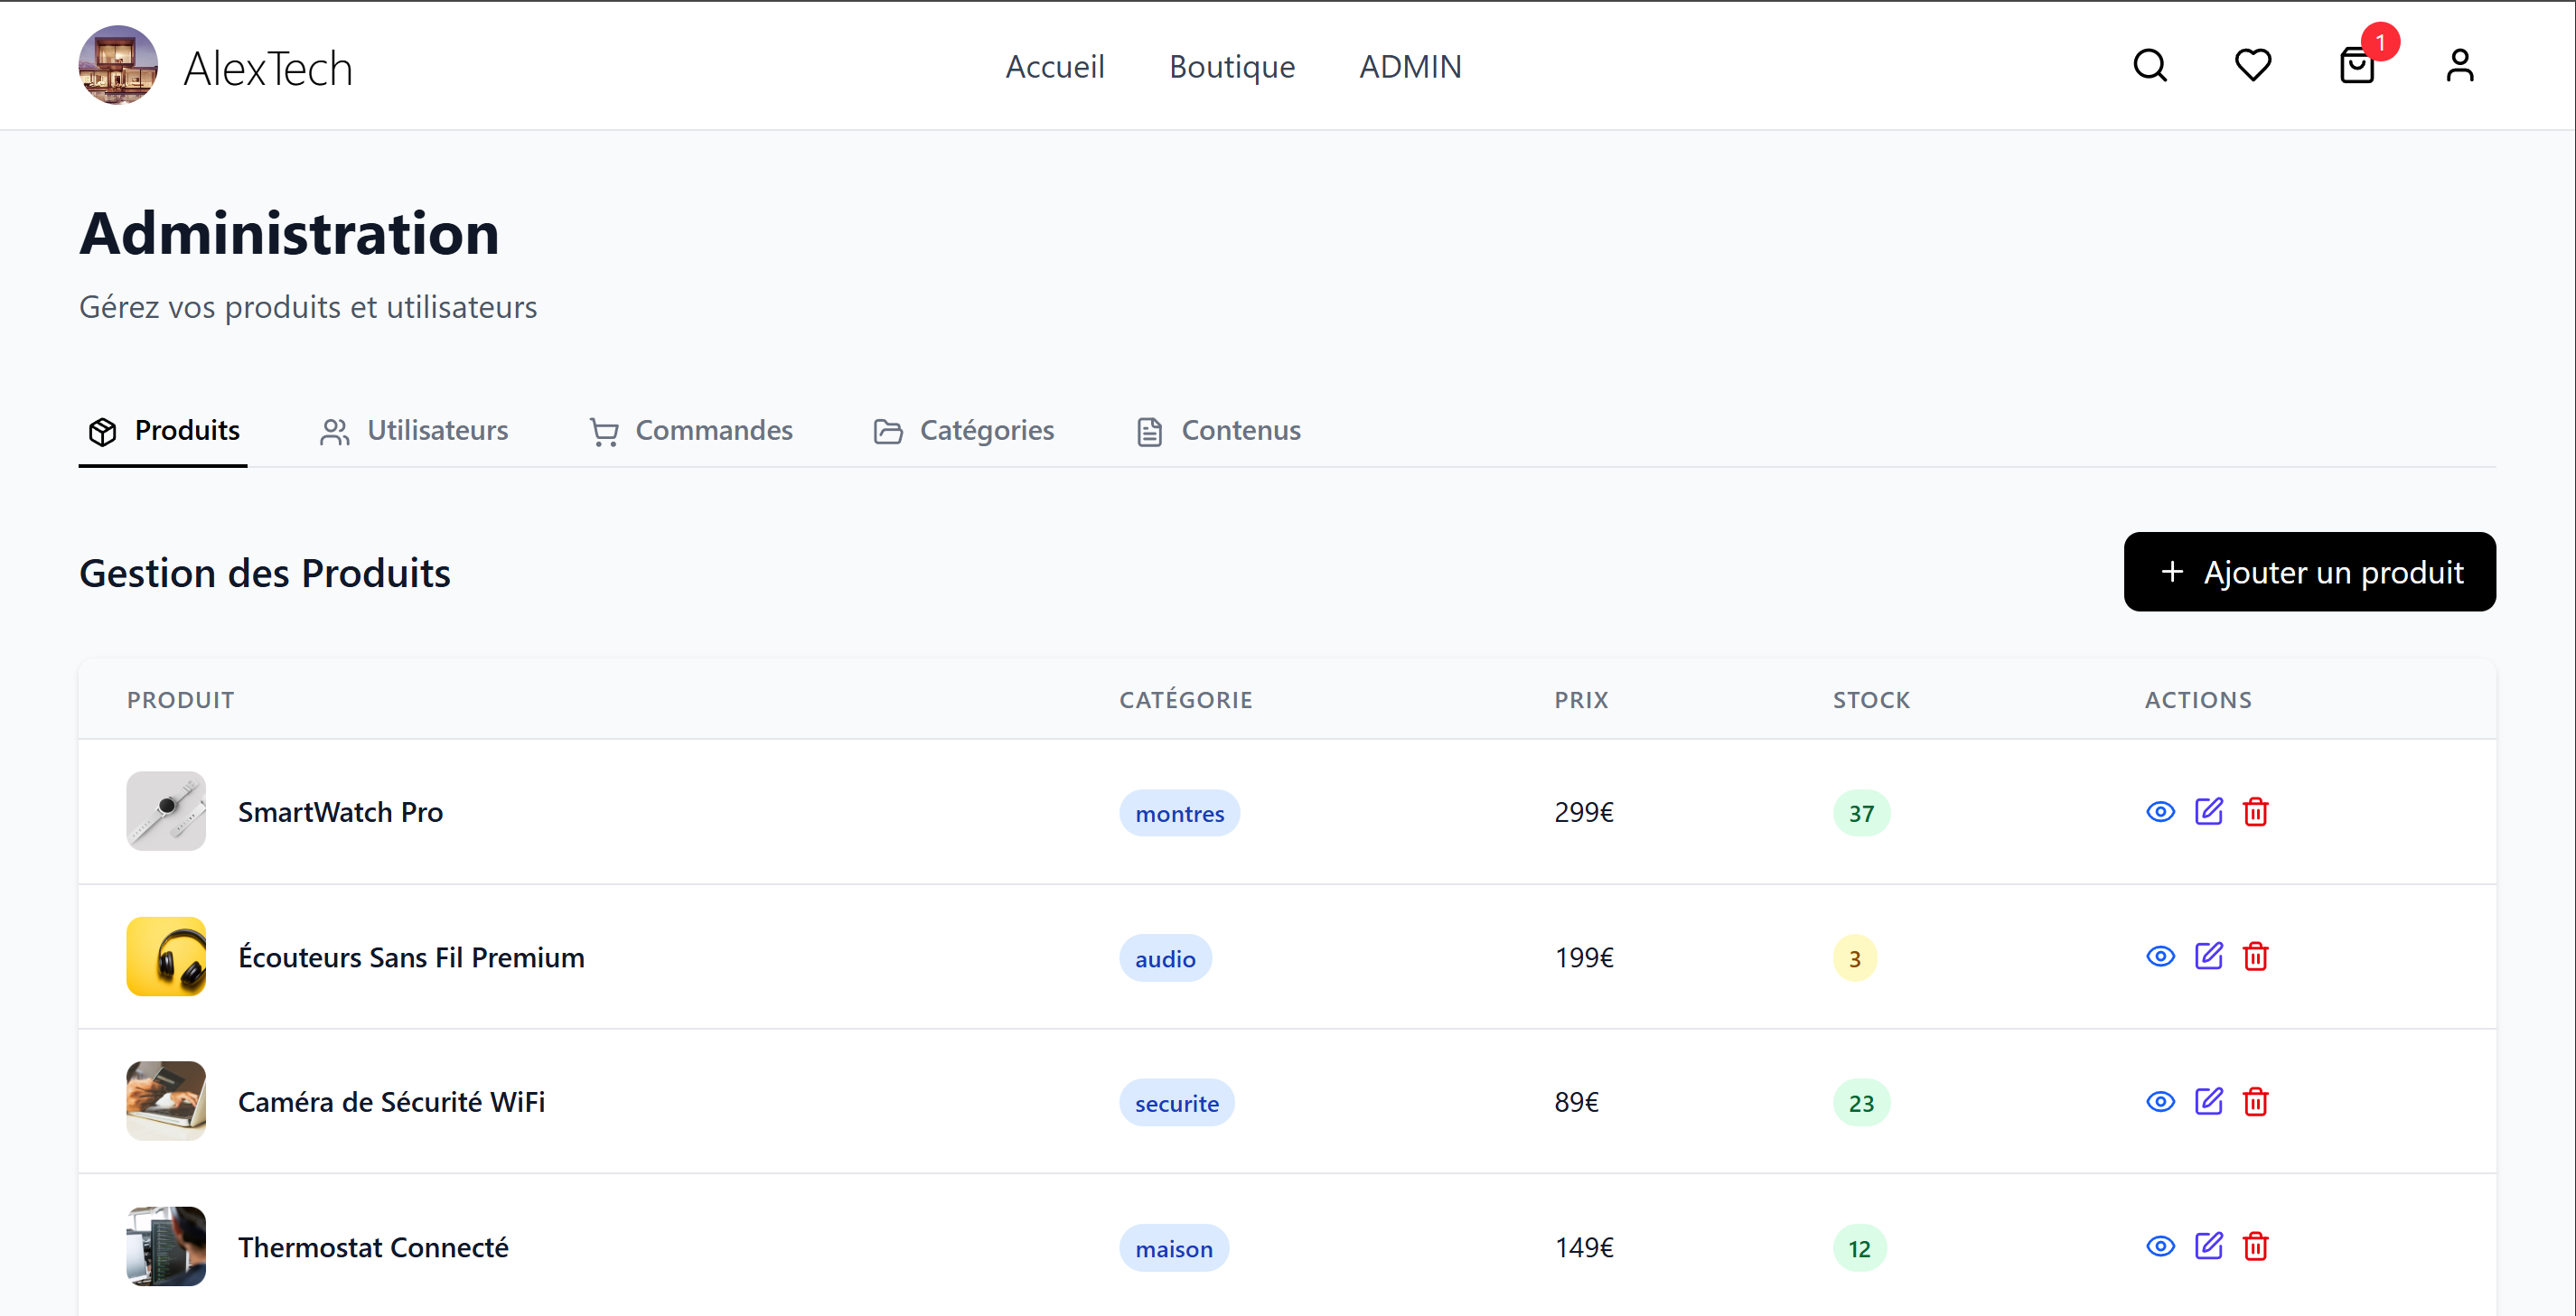 AlexTech
Accueil Boutique ADMIN
1
Administration
Gérez vos produits et utilisateurs
Produits Utilisateurs Commandes Catégories Contenus
Gestion des Produits
Ajouter un produit
PRODUIT CATÉGORIE PRIX STOCK ACTIONS
SmartWatch Pro montres 299€ 37
Écouteurs Sans Fil Premium audio 199€ 3
Caméra de Sécurité WiFi securite 89€ 23
Thermostat Connecté maison 149€ 12